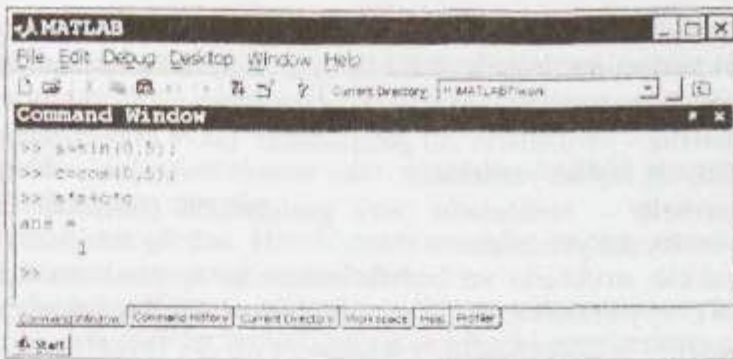 MATLAB
File Edit Debug Desktop Window Help
? Current Directory:
Command Window
>> s=sin(0.5);
>> c=cos(0.5);
>> s*s+c*c
ans =
1
>>
Command Window Command History Current Directory Workspace Help Profiler
Start